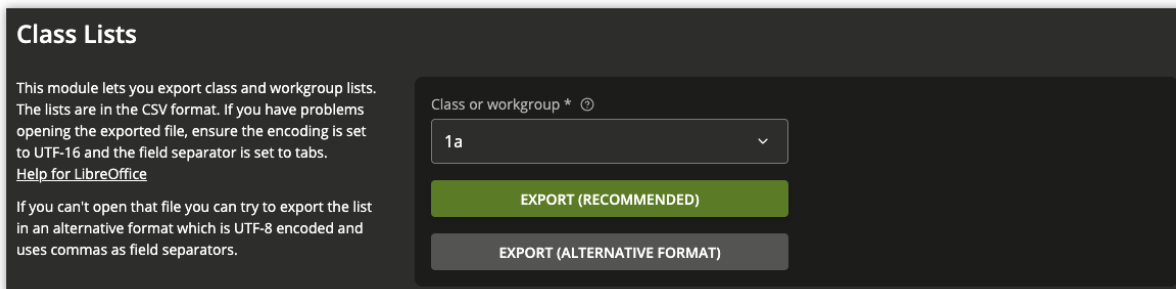 Class Lists
This module lets you export class and workgroup lists.
The lists are in the CSV format. If you have problems
opening the exported file, ensure the encoding is set
to UTF-16 and the field separator is set to tabs.
Help for LibreOffice
If you can't open that file you can try to export the list
in an alternative format which is UTF-8 encoded and
uses commas as field separators.
Class or workgroup * ?
1a
EXPORT (RECOMMENDED)
EXPORT (ALTERNATIVE FORMAT)